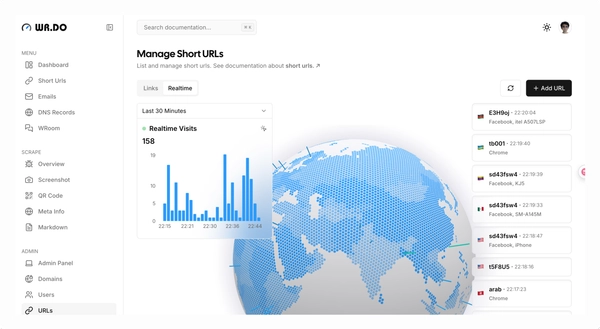 WR.DO
Search documentation...
⌘ K
MENU
Dashboard
Short Urls
Emails
DNS Records
WRoom
SCRAPE
Overview
Screenshot
QR Code
Meta Info
Markdown
ADMIN
Admin Panel
Domains
Users
URLs
Manage Short URLs
List and manage short urls. See documentation about short urls. ↗
Links
Realtime
+ Add URL
Last 30 Minutes
Realtime Visits
158
19
10
5
0
22:15
22:21
22:30
22:38
22:44
E3H9oj - 22:20:04
Facebook, itel A507LSP
tb001 - 22:19:40
Chrome
sd43fsw4 - 22:19:39
Facebook, KJ5
sd43fsw4 - 22:19:33
Facebook, SM-A145M
sd43fsw4 - 22:18:47
Facebook, iPhone
t5F8U5 - 22:18:16
arab - 22:17:23
Chrome